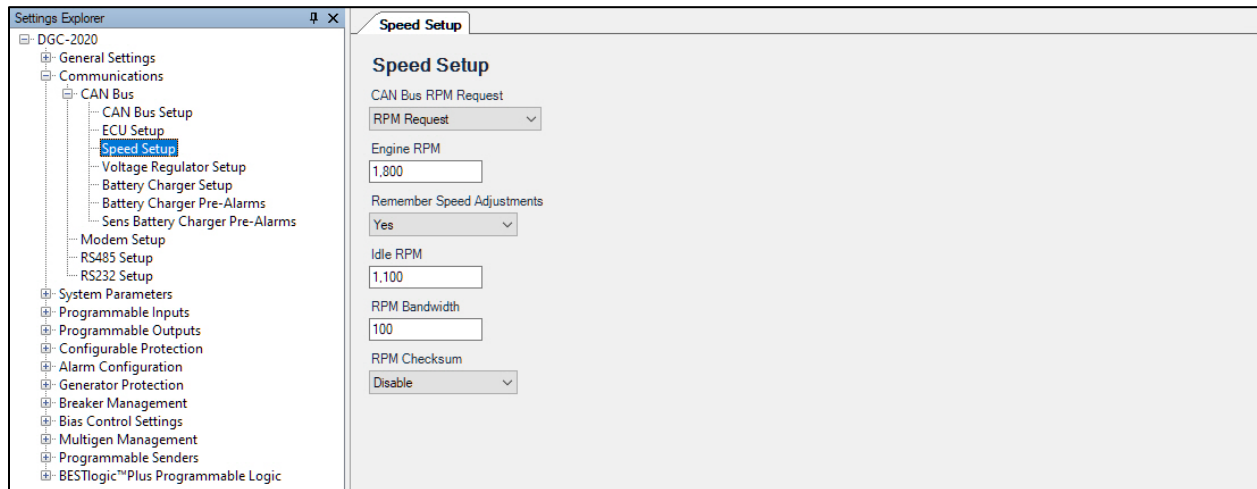 Settings Explorer
DGC-2020
General Settings
Communications
CAN Bus
CAN Bus Setup
ECU Setup
Speed Setup
Voltage Regulator Setup
Battery Charger Setup
Battery Charger Pre-Alarms
Sens Battery Charger Pre-Alarms
Modem Setup
RS485 Setup
RS232 Setup
System Parameters
Programmable Inputs
Programmable Outputs
Configurable Protection
Alarm Configuration
Generator Protection
Breaker Management
Bias Control Settings
Multigen Management
Programmable Senders
BESTlogic™Plus Programmable Logic
Speed Setup
Speed Setup
CAN Bus RPM Request
RPM Request
Engine RPM
1,800
Remember Speed Adjustments
Yes
Idle RPM
1,100
RPM Bandwidth
100
RPM Checksum
Disable